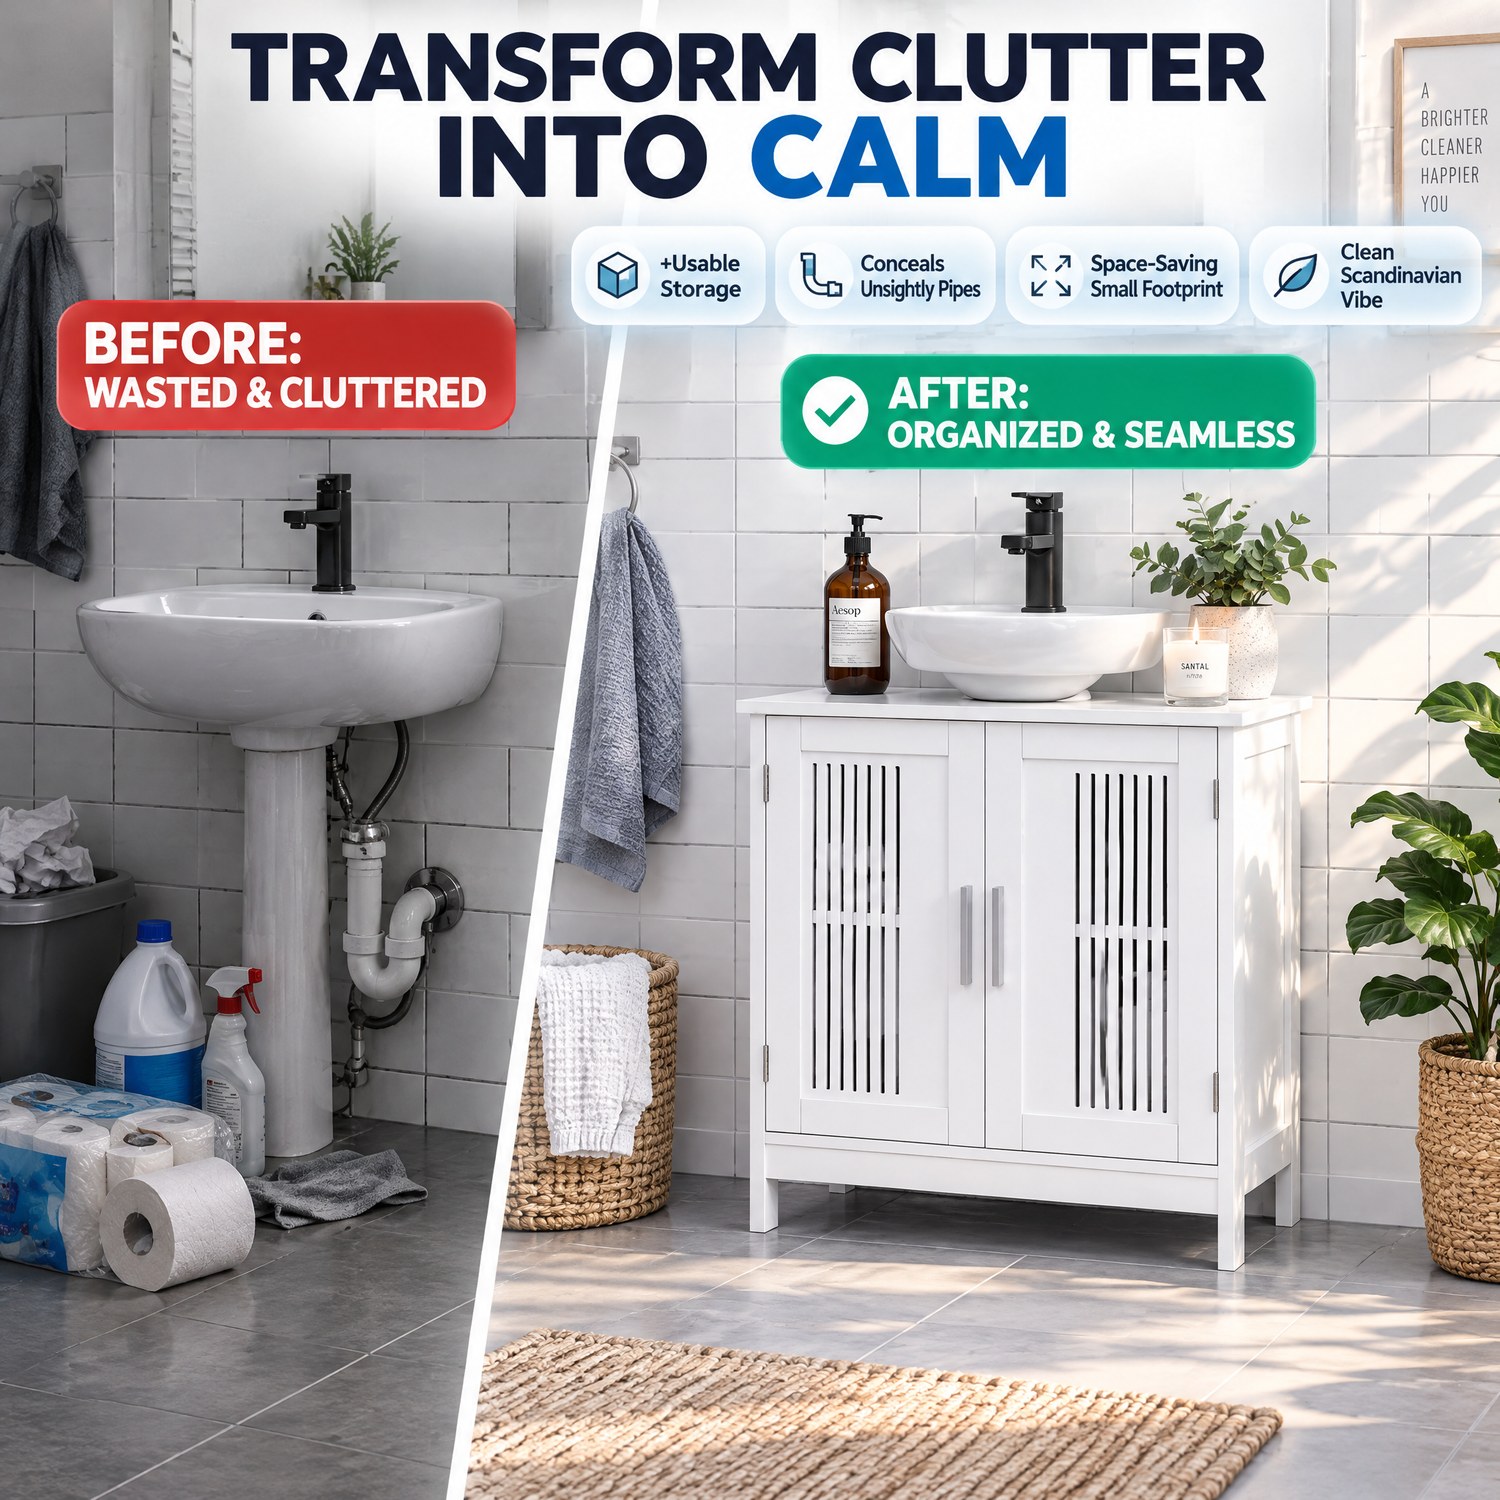 TRANSFORM CLUTTER
INTO CALM
A
BRIGHTER
CLEANER
HAPPIER
YOU
+Usable
Storage
Conceals
Unsightly Pipes
Space-Saving
Small Footprint
Clean
Scandinavian
Vibe
BEFORE:
WASTED & CLUTTERED
AFTER:
ORGANIZED & SEAMLESS
Aesop
SANTAL